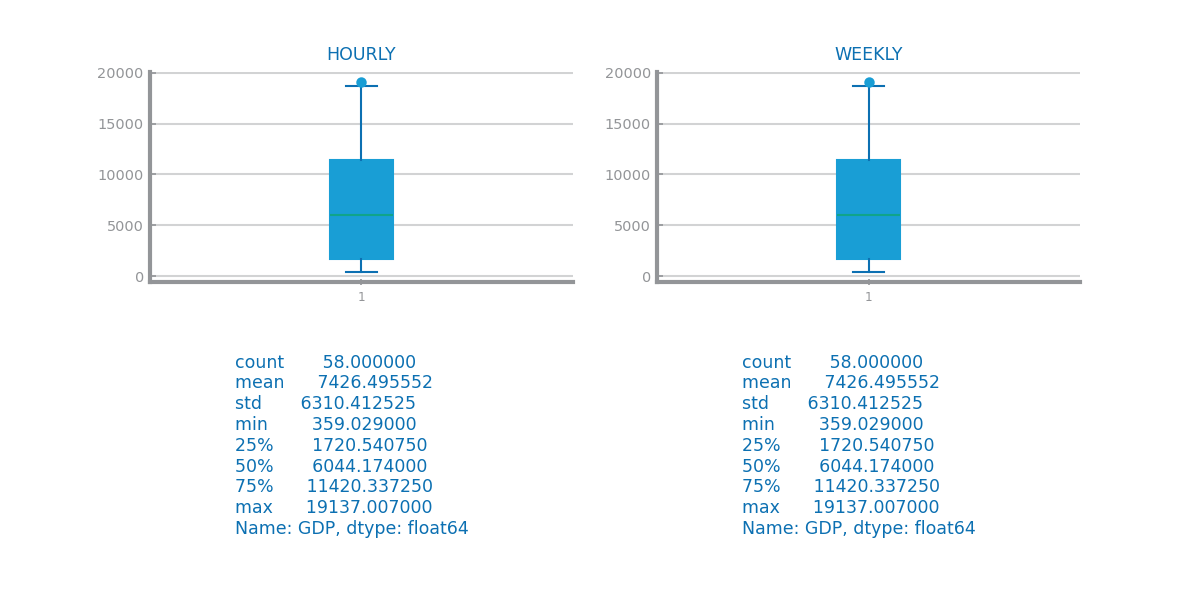 HOURLY
20000
15000
10000
5000
0
1
WEEKLY
20000
15000
10000
5000
0
1
count 58.000000
mean 7426.495552
std 6310.412525
min 359.029000
25% 1720.540750
50% 6044.174000
75% 11420.337250
max 19137.007000
Name: GDP, dtype: float64
count 58.000000
mean 7426.495552
std 6310.412525
min 359.029000
25% 1720.540750
50% 6044.174000
75% 11420.337250
max 19137.007000
Name: GDP, dtype: float64